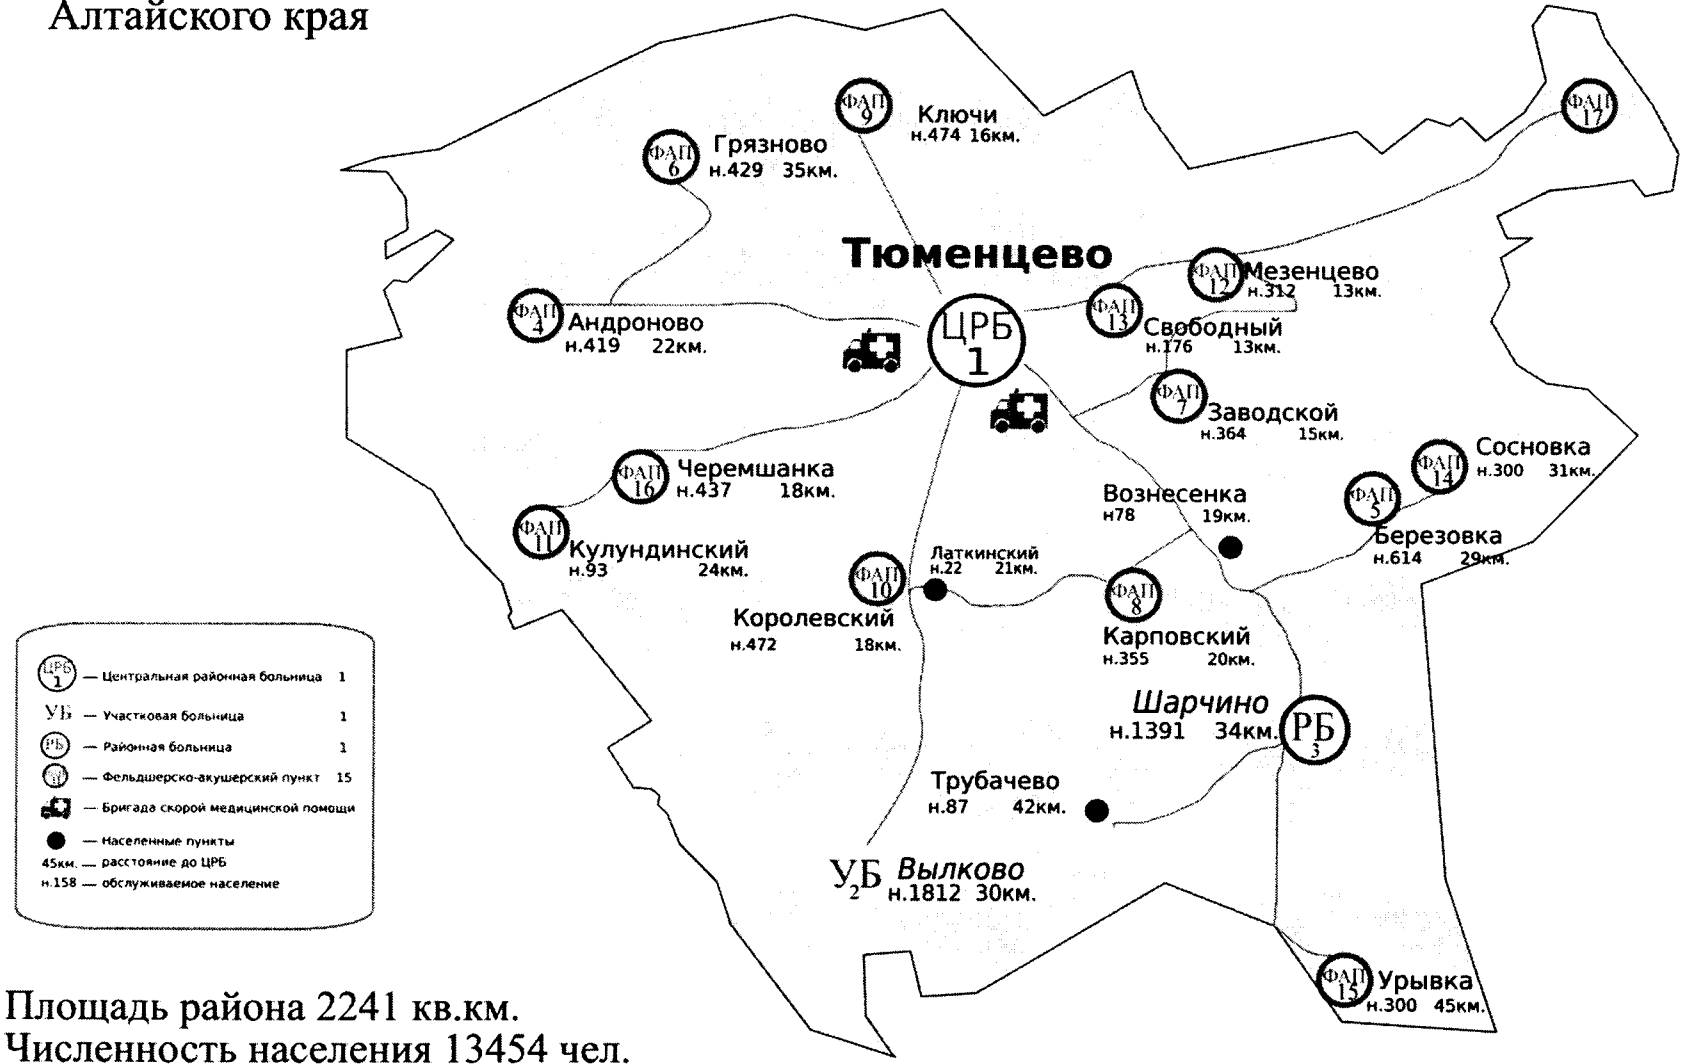 Алтайского края
ФАП
9
Ключи
н.474 16км.
ФАП
17
ФАП
6
Грязново
н.429 35км.
Тюменцево
ФАП
12
Мезенцево
н.312 13км.
ФАП
4
Андроново
н.419 22км.
ЦРБ
1
ФАП
13
Свободный
н.176 13км.
ФАП
7
Заводской
н.364 15км.
ФАП
16
Черемшанка
н.437 18км.
ФАП
14
Сосновка
н.300 31км.
ФАП
5
Березовка
н.614 29км.
Вознесенка
н78 19км.
ФАП
11
Кулундинский
н.93 24км.
Латкинский
н.22 21км.
ФАП
10
Королевский
н.472 18км.
ФАП
8
Карповский
н.355 20км.
Шарчино
н.1391 34км.
РБ
3
Трубачево
н.87 42км.
УБ
2
Вылково
н.1812 30км.
ФАП
15
Урывка
н.300 45км.
ЦРБ
1
— Центральная районная больница 1
УБ — Участковая больница 1
РБ — Районная больница 1
— Фельдшерско-акушерский пункт 15
— Бригада скорой медицинской помощи
— Населенные пункты
45км. — расстояние до ЦРБ
н.158 — обслуживаемое население
Площадь района 2241 кв.км.
Численность населения 13454 чел.